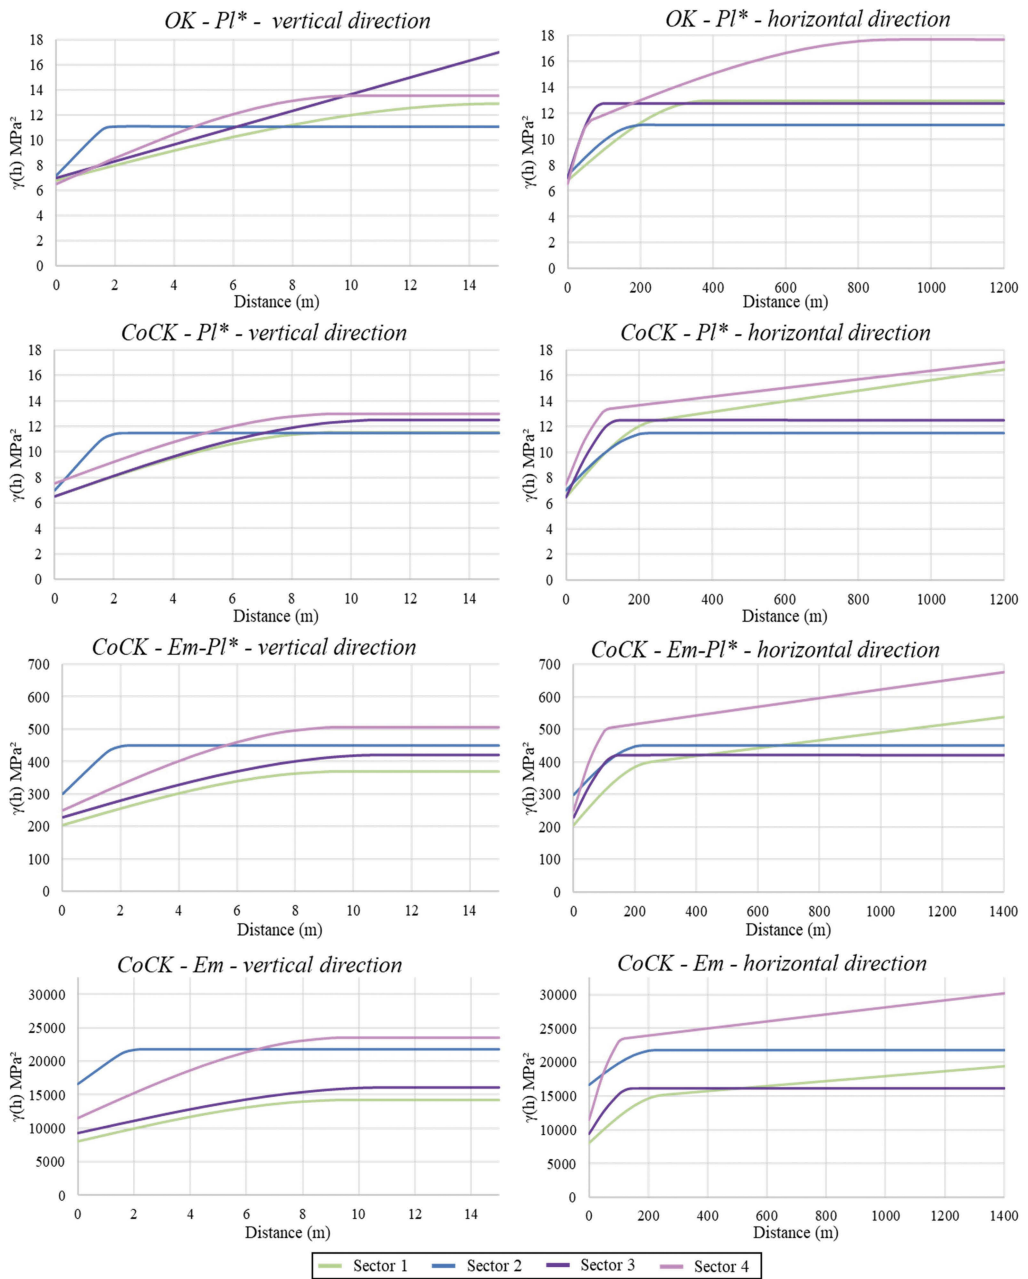 OK - Pl* - vertical direction
γ(h) MPa²
18
16
14
12
10
8
6
4
2
0
0 2 4 6 8 10 12 14
Distance (m)
OK - Pl* - horizontal direction
γ(h) MPa²
18
16
14
12
10
8
6
4
2
0
0 200 400 600 800 1000 1200
Distance (m)
CoCK - Pl* - vertical direction
γ(h) MPa²
18
16
14
12
10
8
6
4
2
0
0 2 4 6 8 10 12 14
Distance (m)
CoCK - Pl* - horizontal direction
γ(h) MPa²
18
16
14
12
10
8
6
4
2
0
0 200 400 600 800 1000 1200
Distance (m)
CoCK - Em-Pl* - vertical direction
γ(h) MPa²
700
600
500
400
300
200
100
0
0 2 4 6 8 10 12 14
Distance (m)
CoCK - Em-Pl* - horizontal direction
γ(h) MPa²
700
600
500
400
300
200
100
0
0 200 400 600 800 1000 1200 1400
Distance (m)
CoCK - Em - vertical direction
γ(h) MPa²
30000
25000
20000
15000
10000
5000
0
0 2 4 6 8 10 12 14
Distance (m)
CoCK - Em - horizontal direction
γ(h) MPa²
30000
25000
20000
15000
10000
5000
0
0 200 400 600 800 1000 1200 1400
Distance (m)
Sector 1 Sector 2 Sector 3 Sector 4